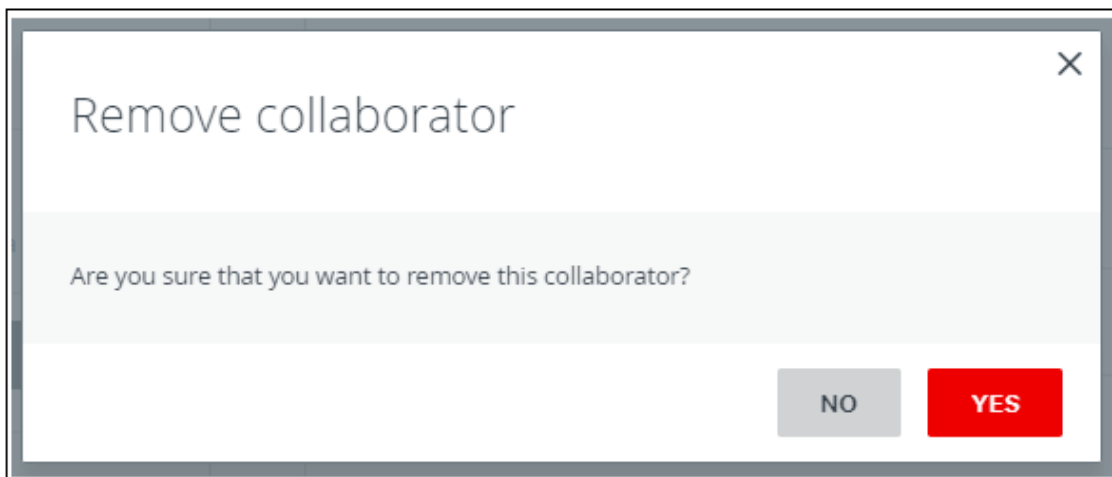 Remove collaborator
Are you sure that you want to remove this collaborator?
NO YES